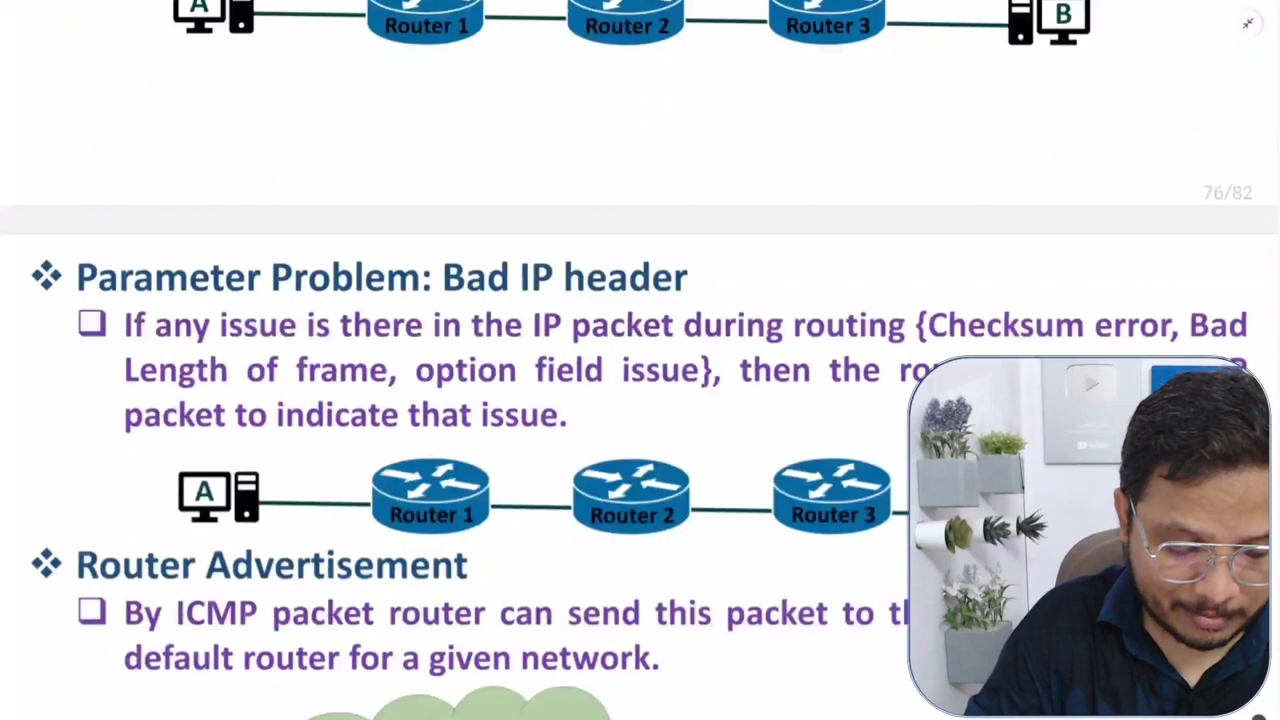 A
Router 1
Router 2
Router 3
B
76/82
❖ Parameter Problem: Bad IP header
❑ If any issue is there in the IP packet during routing {Checksum error, Bad
Length of frame, option field issue}, then the
packet to indicate that issue.
A
Router 1
Router 2
Router 3
❖ Router Advertisement
❑ By ICMP packet router can send this packet to
default router for a given network.